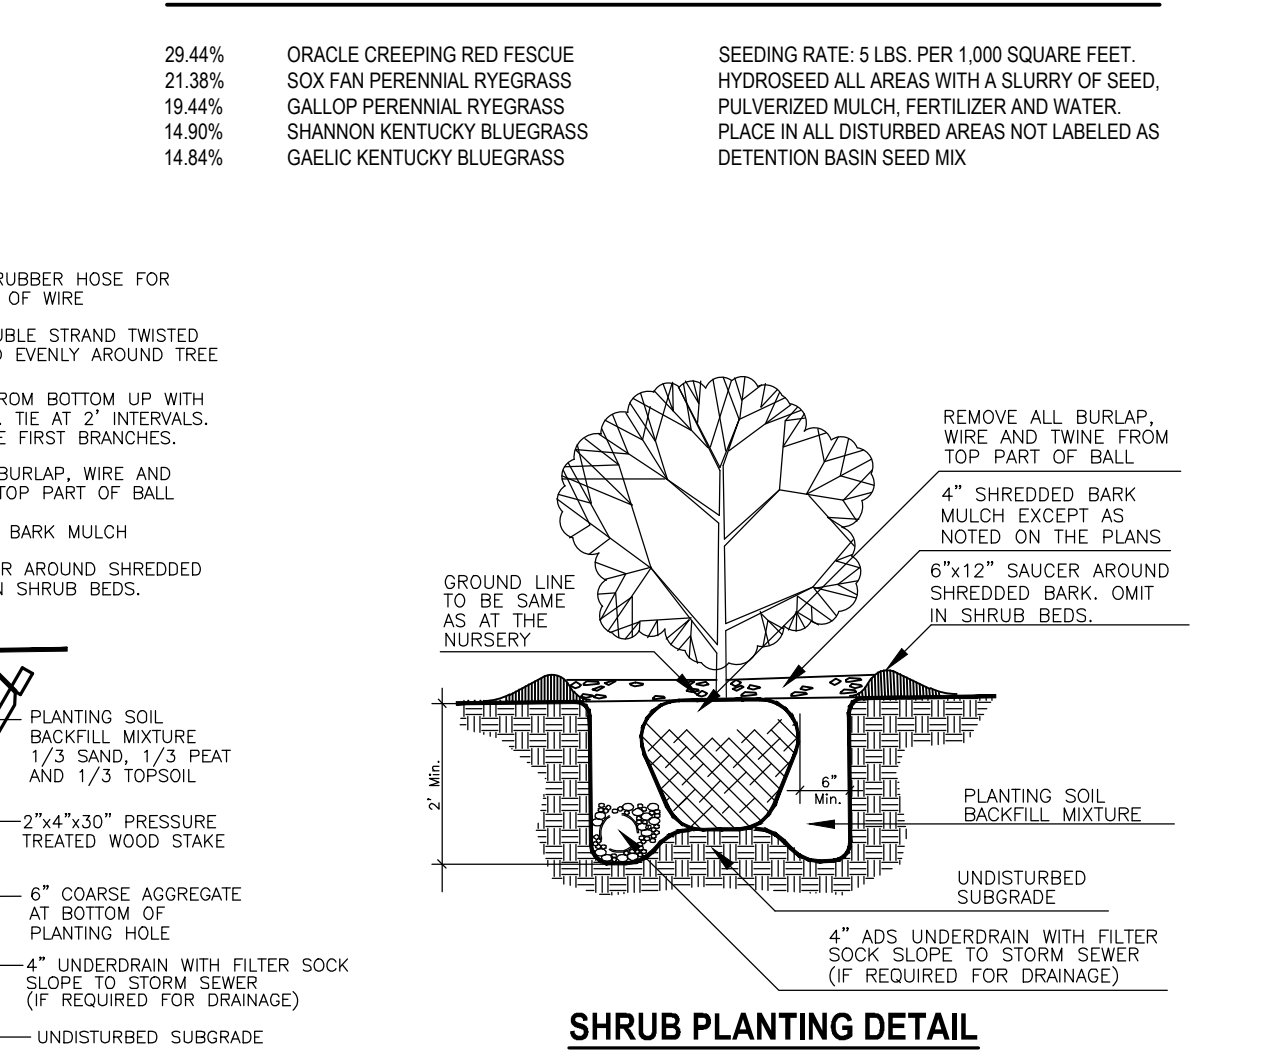 29.44% ORACLE CREEPING RED FESCUE
21.38% SOX FAN PERENNIAL RYEGRASS
19.44% GALLOP PERENNIAL RYEGRASS
14.90% SHANNON KENTUCKY BLUEGRASS
14.84% GAELIC KENTUCKY BLUEGRASS
SEEDING RATE: 5 LBS. PER 1,000 SQUARE FEET.
HYDROSEED ALL AREAS WITH A SLURRY OF SEED,
PULVERIZED MULCH, FERTILIZER AND WATER.
PLACE IN ALL DISTURBED AREAS NOT LABELED AS
DETENTION BASIN SEED MIX
RUBBER HOSE FOR
OF WIRE
STRAND TWISTED
EVENLY AROUND TREE
BOTTOM UP WITH
TIE AT 2' INTERVALS.
FIRST BRANCHES.
BURLAP, WIRE AND
TOP PART OF BALL
BARK MULCH
AROUND SHREDDED
SHRUB BEDS.
PLANTING SOIL
BACKFILL MIXTURE
1/3 SAND, 1/3 PEAT
AND 1/3 TOPSOIL
2"x4"x30" PRESSURE
TREATED WOOD STAKE
6" COARSE AGGREGATE
AT BOTTOM OF
PLANTING HOLE
4" UNDERDRAIN WITH FILTER SOCK
SLOPE TO STORM SEWER
(IF REQUIRED FOR DRAINAGE)
UNDISTURBED SUBGRADE
GROUND LINE
TO BE SAME
AS AT THE
NURSERY
REMOVE ALL BURLAP,
WIRE AND TWINE FROM
TOP PART OF BALL
4" SHREDDED BARK
MULCH EXCEPT AS
NOTED ON THE PLANS
6"x12" SAUCER AROUND
SHREDDED BARK. OMIT
IN SHRUB BEDS.
2' Min.
6"
Min.
PLANTING SOIL
BACKFILL MIXTURE
UNDISTURBED
SUBGRADE
4" ADS UNDERDRAIN WITH FILTER
SOCK SLOPE TO STORM SEWER
(IF REQUIRED FOR DRAINAGE)
SHRUB PLANTING DETAIL